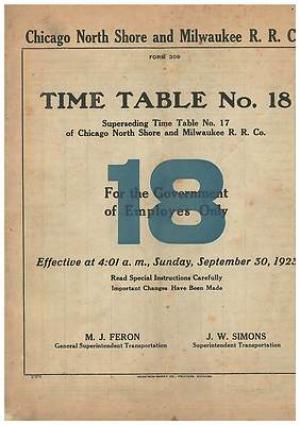 Chicago North Shore and Milwaukee R. R. C
FORM 209
TIME TABLE No. 18
Superseding Time Table No. 17
of Chicago North Shore and Milwaukee R. R. Co.
18
For the Government
of Employes Only
Effective at 4:01 a. m., Sunday, September 30, 1923
Read Special Instructions Carefully
Important Changes Have Been Made
M. J. FERON
General Superintendent Transportation
J. W. SIMONS
Superintendent Transportation